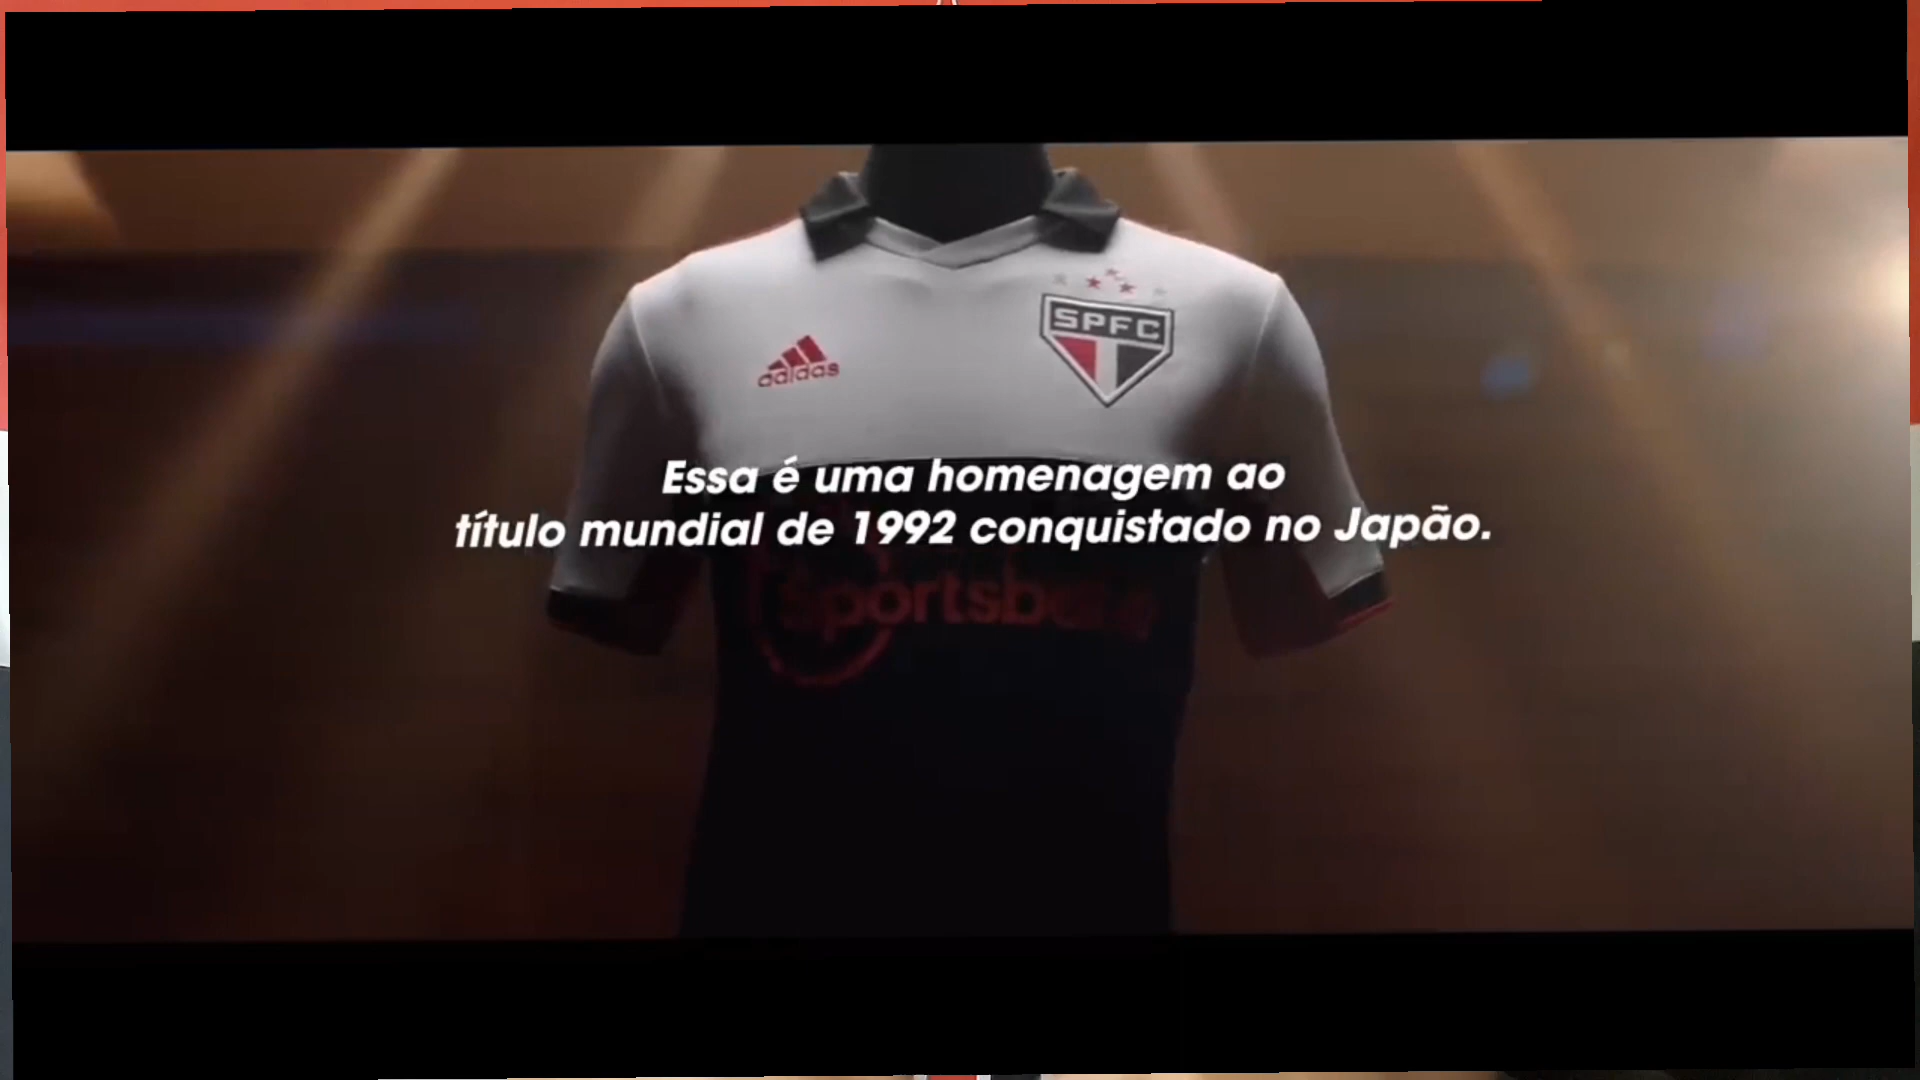 SPFC
adidas
Essa é uma homenagem ao
título mundial de 1992 conquistado no Japão.